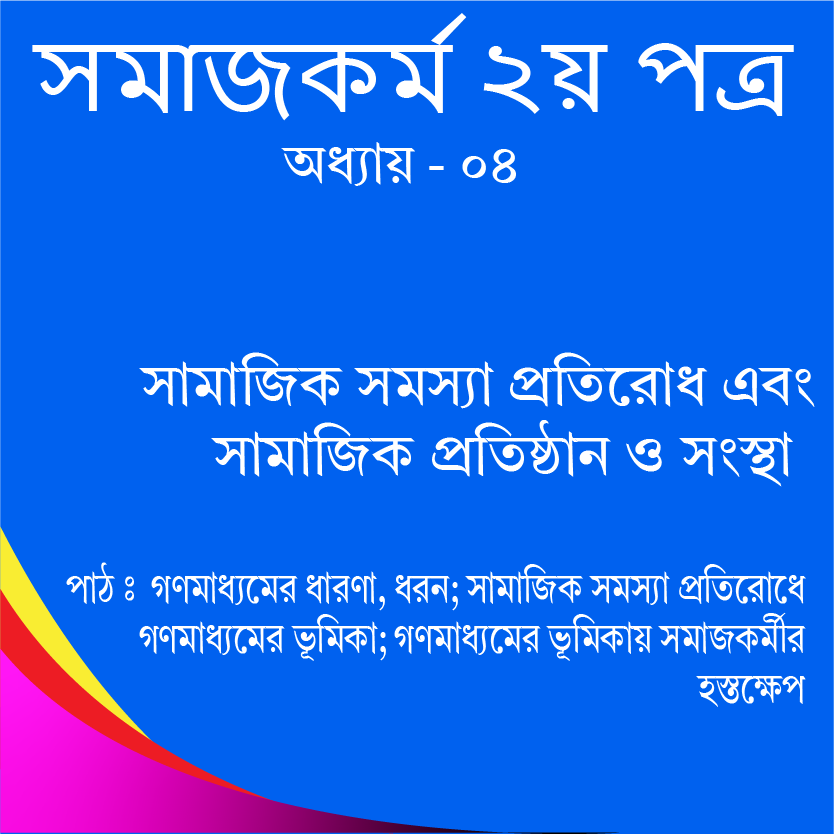 সমাজকর্ম ২য় পত্র
অধ্যায় - ০৪
সামাজিক সমস্যা প্রতিরোধ এবং
সামাজিক প্রতিষ্ঠান ও সংস্থা
পাঠ ঃ গণমাধ্যমের ধারণা, ধরন; সামাজিক সমস্যা প্রতিরোধে
গণমাধ্যমের ভূমিকা; গণমাধ্যমের ভূমিকায় সমাজকর্মীর
হস্তক্ষেপ